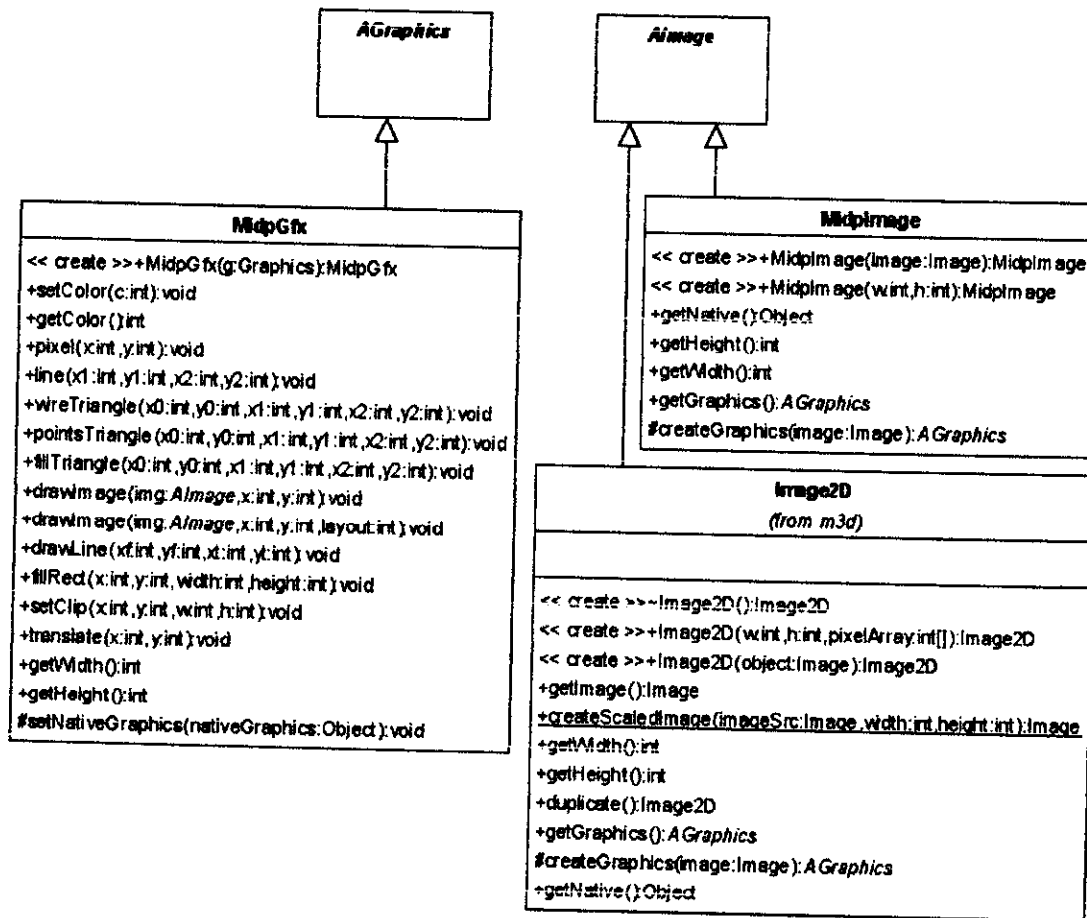 AGraphics
AImage
MidpGfx
<< create >>+MidpGfx(g:Graphics):MidpGfx
+setColor(c:int):void
+getColor():int
+pixel(x:int,y:int):void
+line(x1:int,y1:int,x2:int,y2:int):void
+wireTriangle(x0:int,y0:int,x1:int,y1:int,x2:int,y2:int):void
+pointsTriangle(x0:int,y0:int,x1:int,y1:int,x2:int,y2:int):void
+fillTriangle(x0:int,y0:int,x1:int,y1:int,x2:int,y2:int):void
+drawImage(img:AImage,x:int,y:int):void
+drawImage(img:AImage,x:int,y:int,layout:int):void
+drawLine(xf:int,yf:int,xt:int,yt:int):void
+fillRect(x:int,y:int,width:int,height:int):void
+setClip(x:int,y:int,w:int,h:int):void
+translate(x:int,y:int):void
+getWidth():int
+getHeight():int
#setNativeGraphics(nativeGraphics:Object):void
MidpImage
<< create >>+MidpImage(image:Image):MidpImage
<< create >>+MidpImage(w:int,h:int):MidpImage
+getNative():Object
+getHeight():int
+getWidth():int
+getGraphics():AGraphics
#createGraphics(image:Image):AGraphics
Image2D
(from m3d)
<< create >>~Image2D():Image2D
<< create >>+Image2D(w:int,h:int,pixelArray:int[]):Image2D
<< create >>+Image2D(object:Image):Image2D
+getImage():Image
+createScaledImage(imageSrc:Image,width:int,height:int):Image
+getWidth():int
+getHeight():int
+duplicate():Image2D
+getGraphics():AGraphics
#createGraphics(image:Image):AGraphics
+getNative():Object